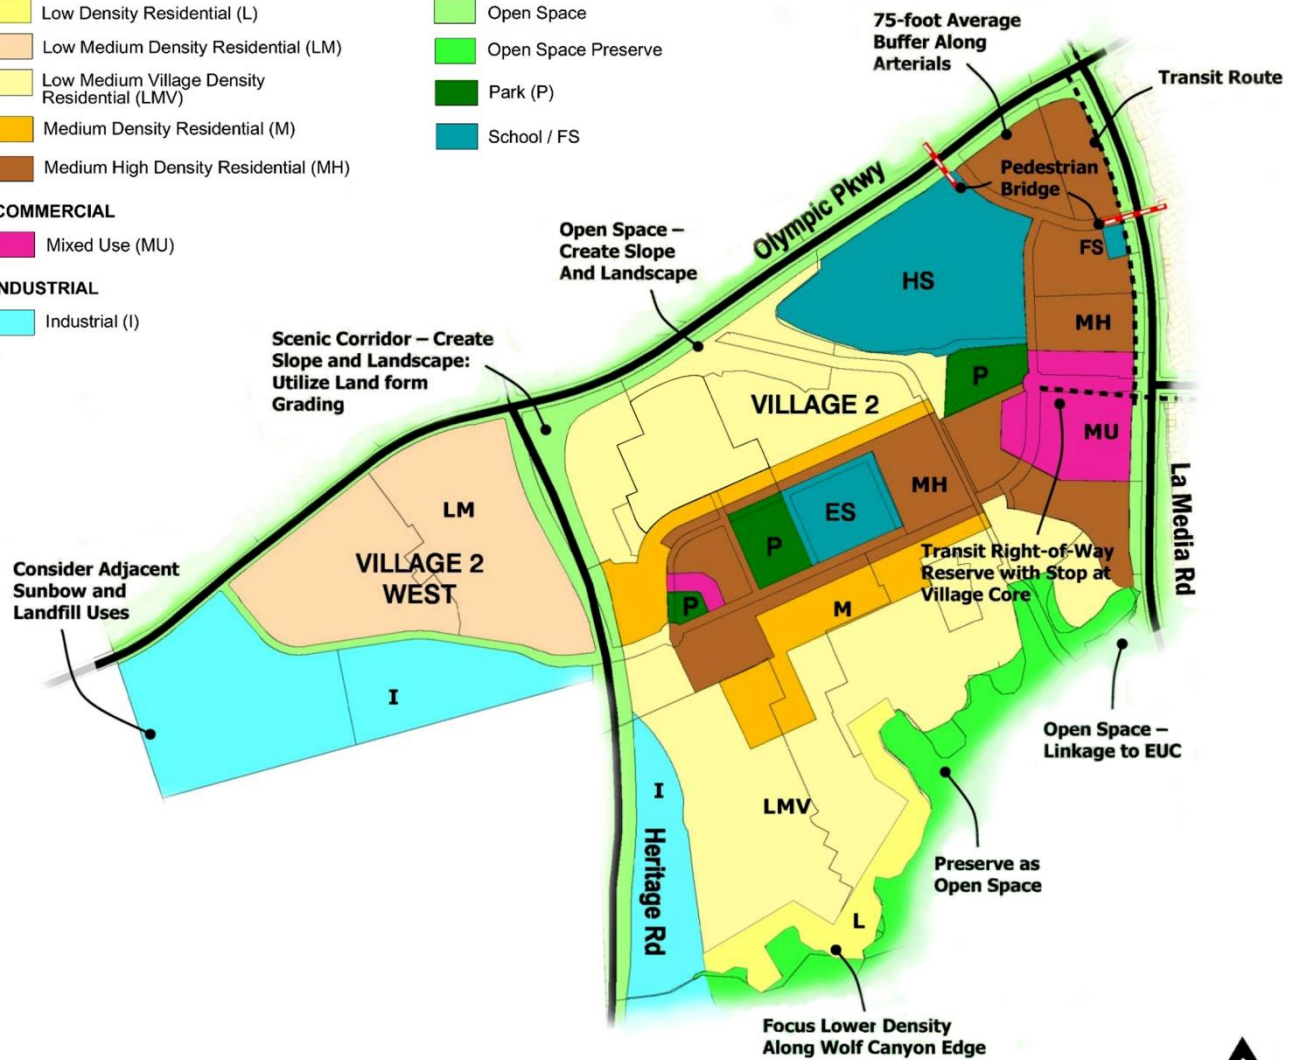 Low Density Residential (L)
Low Medium Density Residential (LM)
Low Medium Village Density
Residential (LMV)
Medium Density Residential (M)
Medium High Density Residential (MH)
COMMERCIAL
Mixed Use (MU)
INDUSTRIAL
Industrial (I)
Open Space
Open Space Preserve
Park (P)
School / FS
75-foot Average
Buffer Along
Arterials
Transit Route
Pedestrian
Bridge
Olympic Pkwy
Open Space –
Create Slope
And Landscape
FS
HS
MH
Scenic Corridor – Create
Slope and Landscape:
Utilize Land form
Grading
P
VILLAGE 2
MU
La Media Rd
MH
ES
P
LM
VILLAGE 2
WEST
Consider Adjacent
Sunbow and
Landfill Uses
Transit Right-of-Way
Reserve with Stop at
Village Core
P
M
I
Open Space –
Linkage to EUC
I
LMV
Heritage Rd
Preserve as
Open Space
L
Focus Lower Density
Along Wolf Canyon Edge